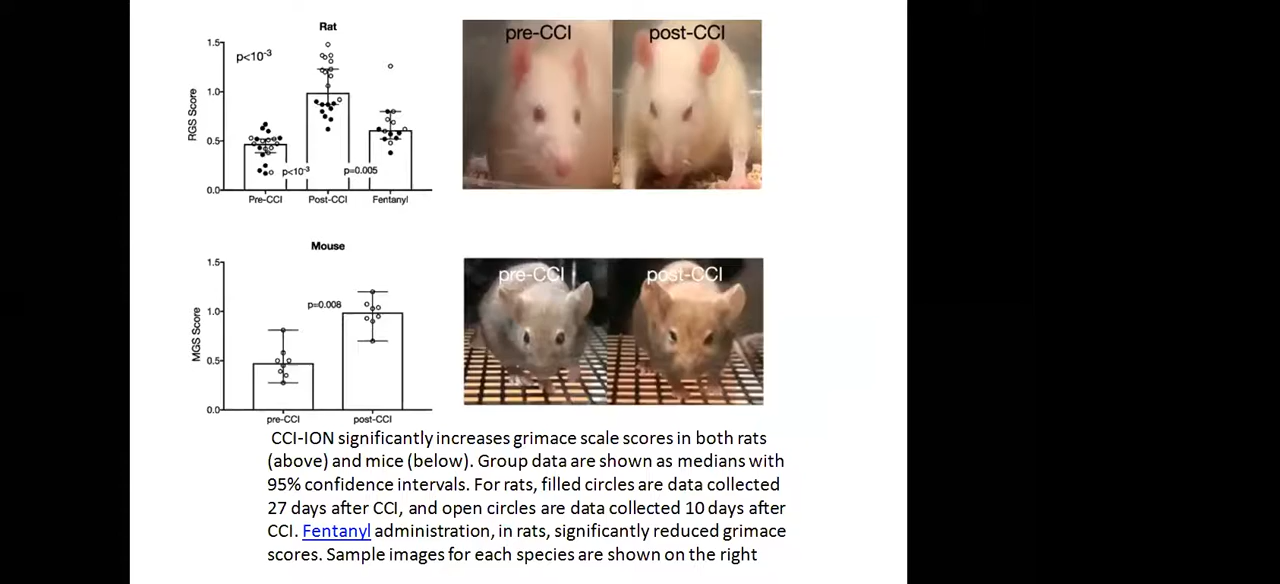 Rat
1.5
p<10⁻³
1.0
RGS Score
0.5
p<10⁻³ p=0.005
0.0
Pre-CCI Post-CCI Fentanyl
pre-CCI post-CCI
Mouse
1.5
p=0.008
1.0
MGS Score
0.5
0.0
pre-CCI post-CCI
pre-CCI post-CCI
CCI-ION significantly increases grimace scale scores in both rats
(above) and mice (below). Group data are shown as medians with
95% confidence intervals. For rats, filled circles are data collected
27 days after CCI, and open circles are data collected 10 days after
CCI. Fentanyl administration, in rats, significantly reduced grimace
scores. Sample images for each species are shown on the right